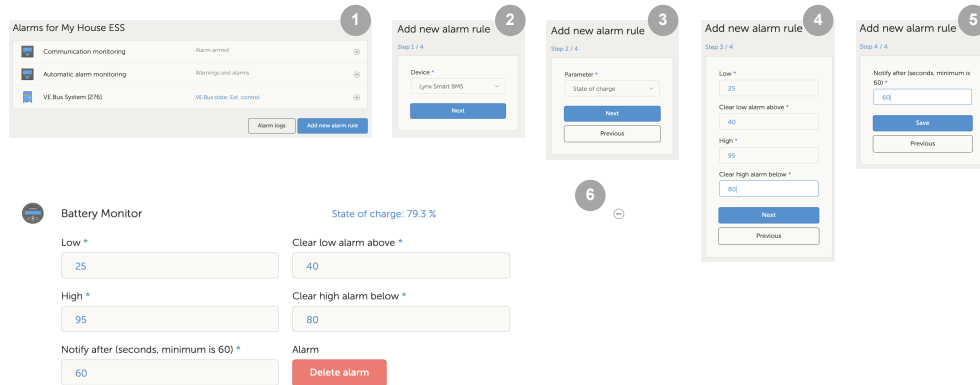 1
Alarms for My House ESS
Communication monitoring Alarm armed
Automatic alarm monitoring Warnings and alarms
VE.Bus System [276] VE.Bus state: Ext. control
Alarm logs Add new alarm rule
2
Add new alarm rule
Step 1 / 4
Device *
Lynx Smart BMS
Next
3
Add new alarm rule
Step 2 / 4
Parameter *
State of charge
Next
Previous
4
Add new alarm rule
Step 3 / 4
Low *
25
Clear low alarm above *
40
High *
95
Clear high alarm below *
80
Next
Previous
5
Add new alarm rule
Step 4 / 4
Notify after (seconds, minimum is
60) *
60
Save
Previous
6
Battery Monitor State of charge: 79.3 %
Low * Clear low alarm above *
25 40
High * Clear high alarm below *
95 80
Notify after (seconds, minimum is 60) * Alarm
60 Delete alarm